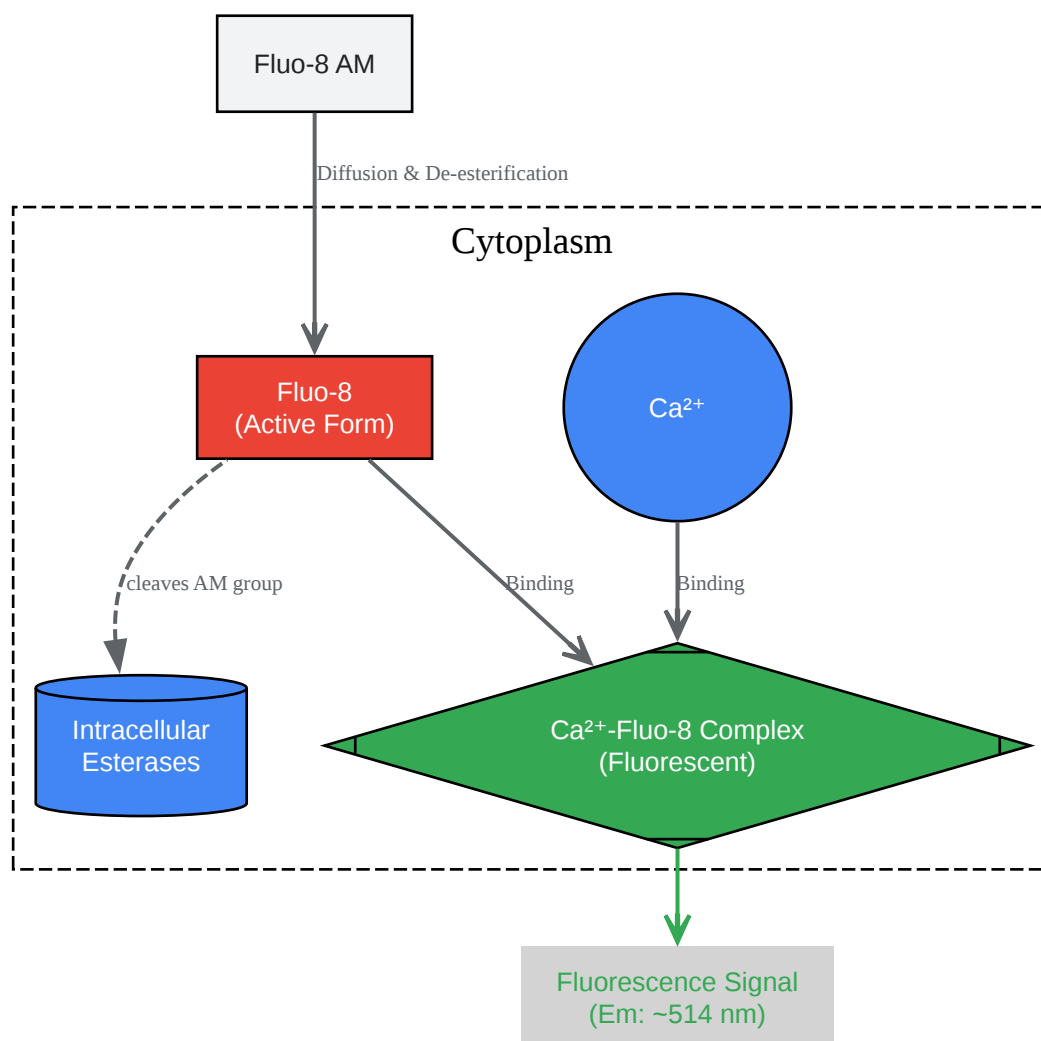 Fluo-8 AM
Diffusion & De-esterification
Cytoplasm
Fluo-8
(Active Form)
Ca²⁺
cleaves AM group
Binding
Binding
Intracellular
Esterases
Ca²⁺-Fluo-8 Complex
(Fluorescent)
Fluorescence Signal
(Em: ~514 nm)